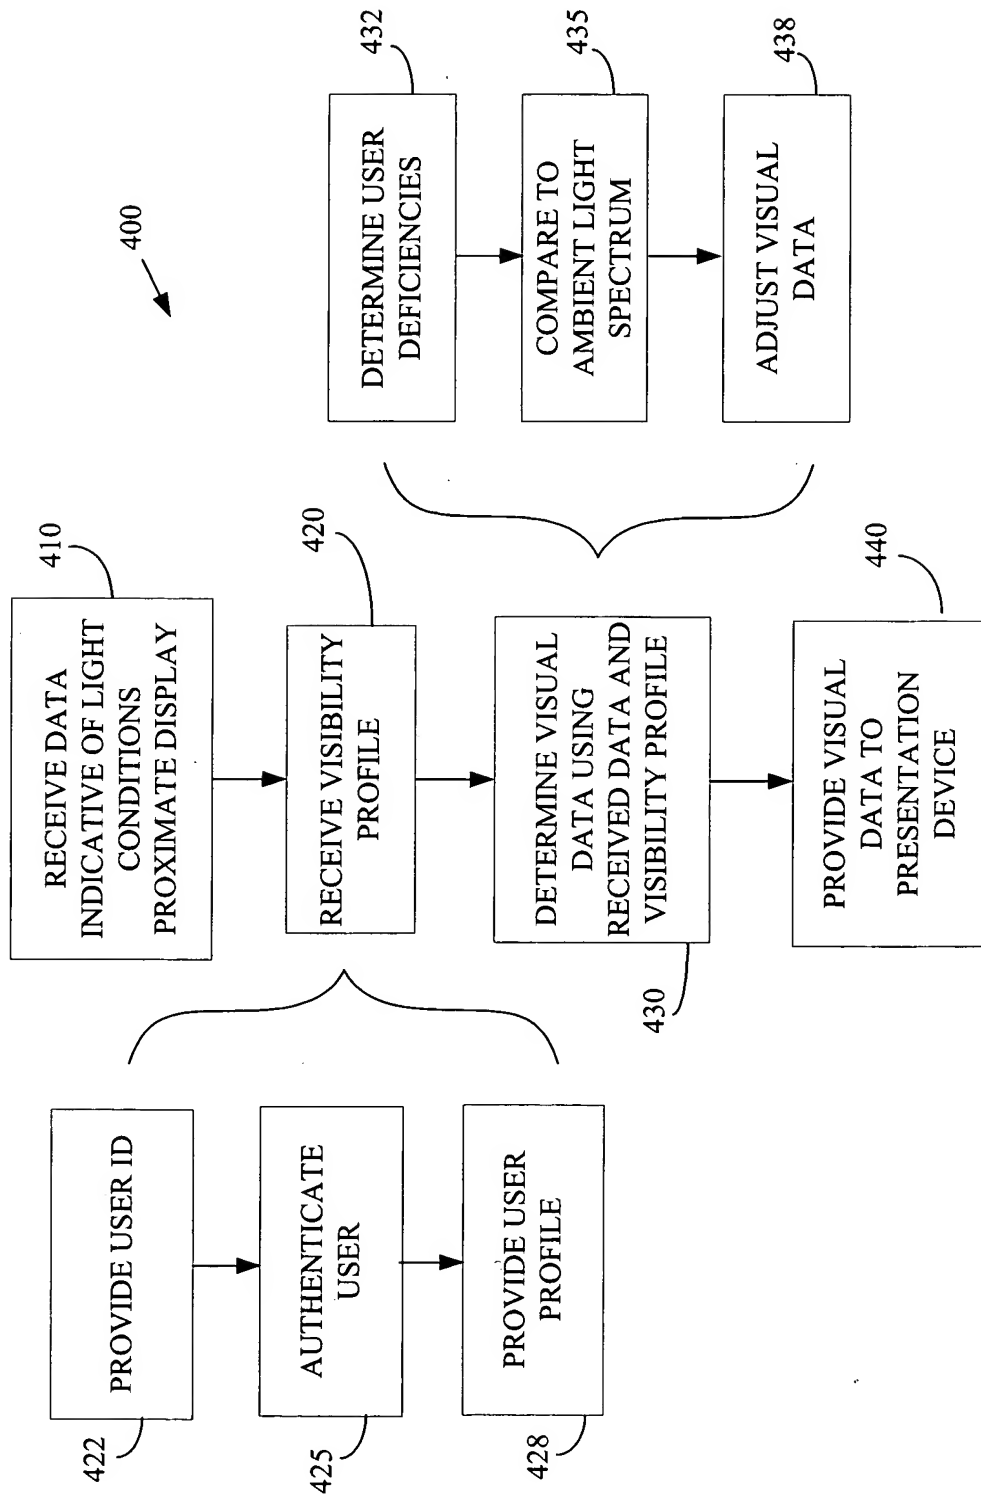 400
410
RECEIVE DATA
INDICATIVE OF LIGHT
CONDITIONS
PROXIMATE DISPLAY
420
RECEIVE VISIBILITY
PROFILE
422
PROVIDE USER ID
425
AUTHENTICATE
USER
428
PROVIDE USER
PROFILE
430
DETERMINE VISUAL
DATA USING
RECEIVED DATA AND
VISIBILITY PROFILE
432
DETERMINE USER
DEFICIENCIES
435
COMPARE TO
AMBIENT LIGHT
SPECTRUM
438
ADJUST VISUAL
DATA
440
PROVIDE VISUAL
DATA TO
PRESENTATION
DEVICE